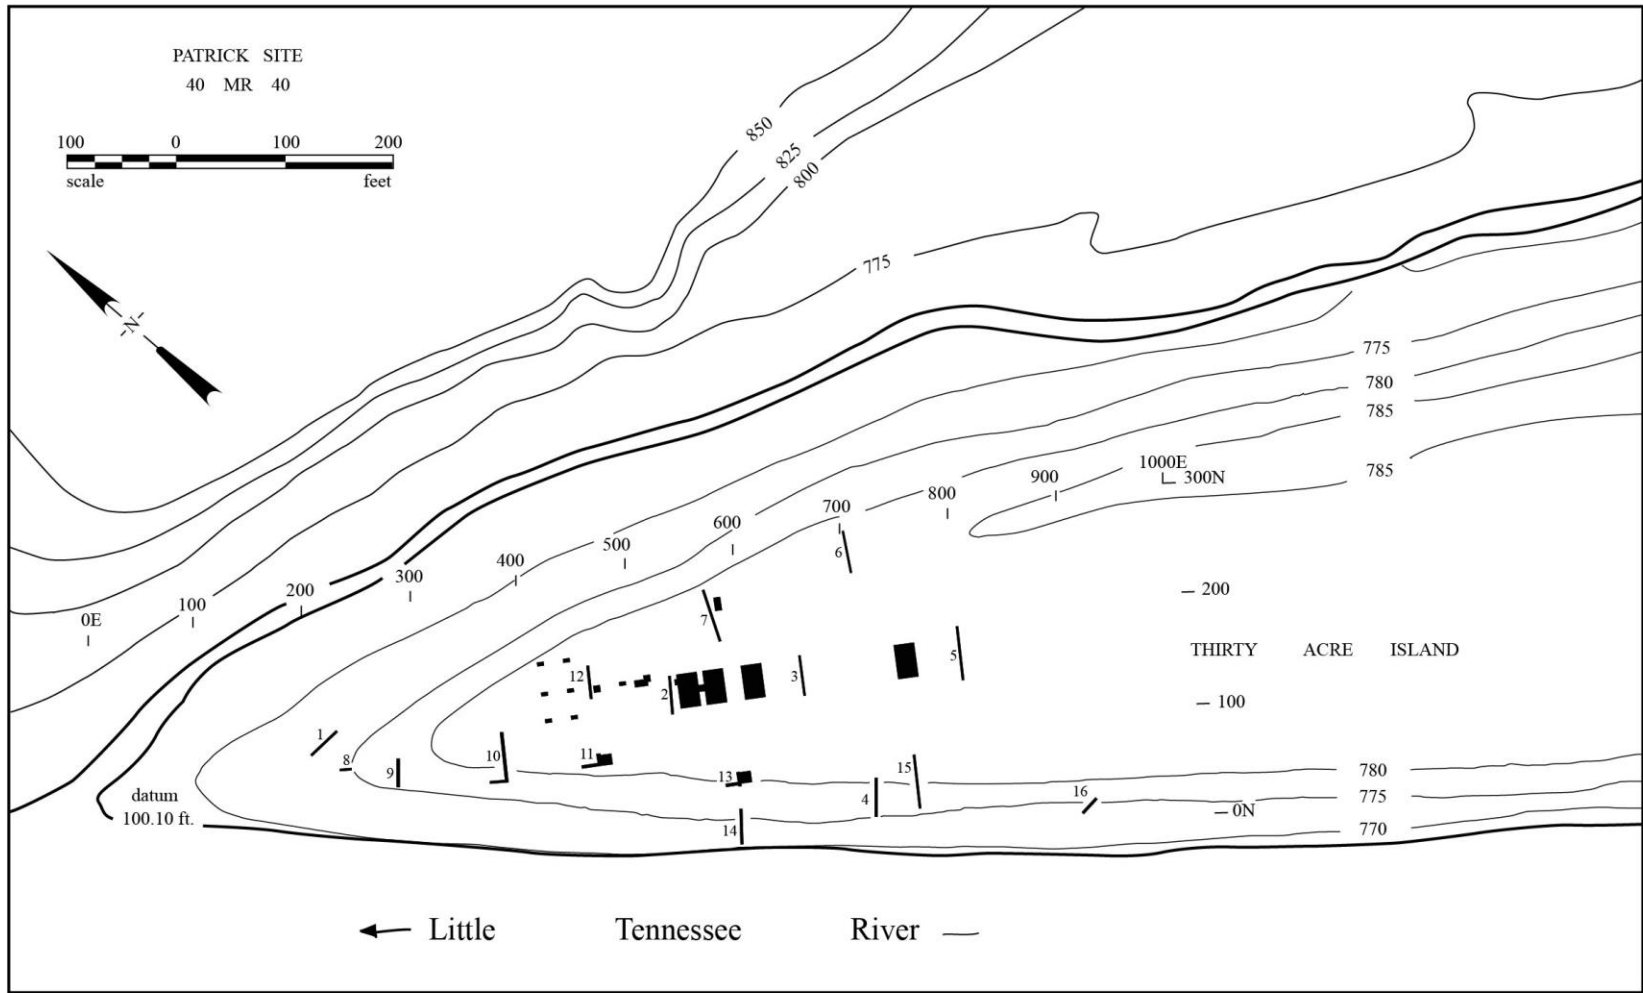 PATRICK SITE
40 MR 40
100 0 100 200
scale feet
850
825
800
775
-N-
775
780
785
1000E
300N
785
900
800
700
600
500
400
300
200
100
0E
6
200
7
THIRTY ACRE ISLAND
5
3
12
2
100
1
8
9
10
11
13
15
780
4
16
775
datum
100.10 ft.
0N
14
770
Little Tennessee River